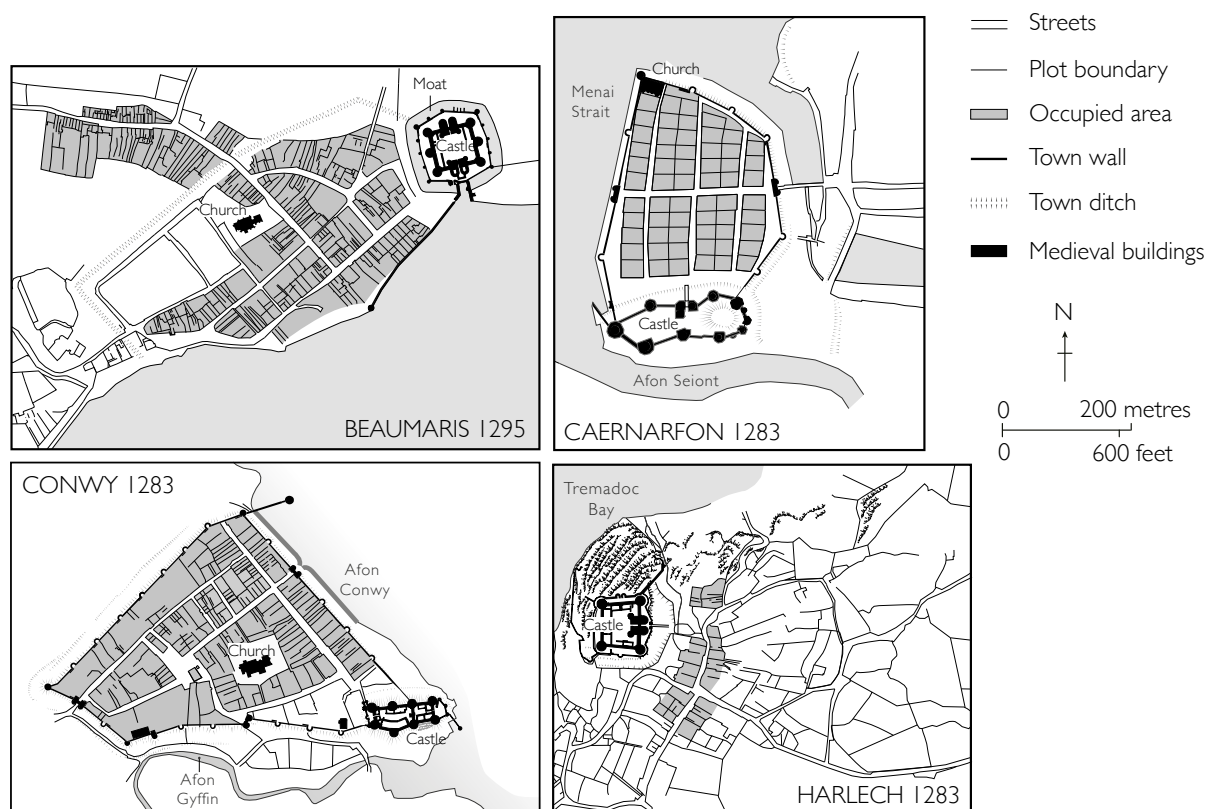 Moat
Castle
Church
BEAUMARIS 1295
Church
Menai
Strait
Castle
Afon Seiont
CAERNARFON 1283
Streets
Plot boundary
Occupied area
Town wall
Town ditch
Medieval buildings
N
0 200 metres
0 600 feet
CONWY 1283
Afon
Conwy
Church
Castle
Afon
Gyffin
Tremadoc
Bay
Castle
HARLECH 1283